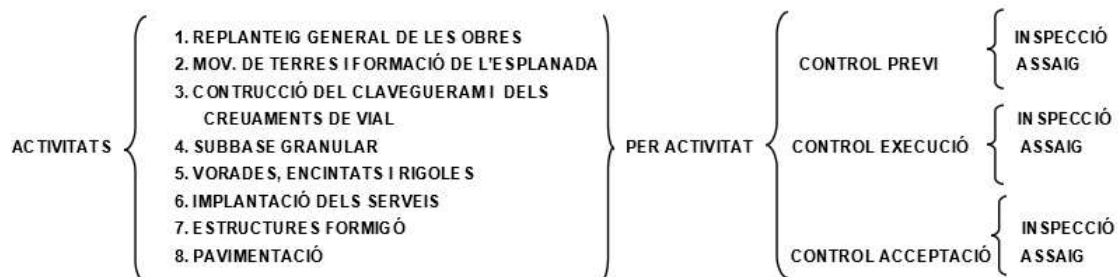 1. REPLANTEIG GENERAL DE LES OBRES
2. MOV. DE TERRES I FORMACIÓ DE L'ESPLANADA
3. CONTRUCCIÓ DEL CLAVEGUERAM I DELS
CREUAMENTS DE VIAL
ACTIVITATS
4. SUBBASE GRANULAR
5. VORADES, ENCINTATS I RIGOLES
6. IMPLANTACIÓ DELS SERVEIS
7. ESTRUCTURES FORMIGÓ
8. PAVIMENTACIÓ
PER ACTIVITAT
CONTROL PREVI
INSPECCIÓ
ASSAIG
CONTROL EXECUCIÓ
INSPECCIÓ
ASSAIG
CONTROL ACCEPTACIÓ
INSPECCIÓ
ASSAIG